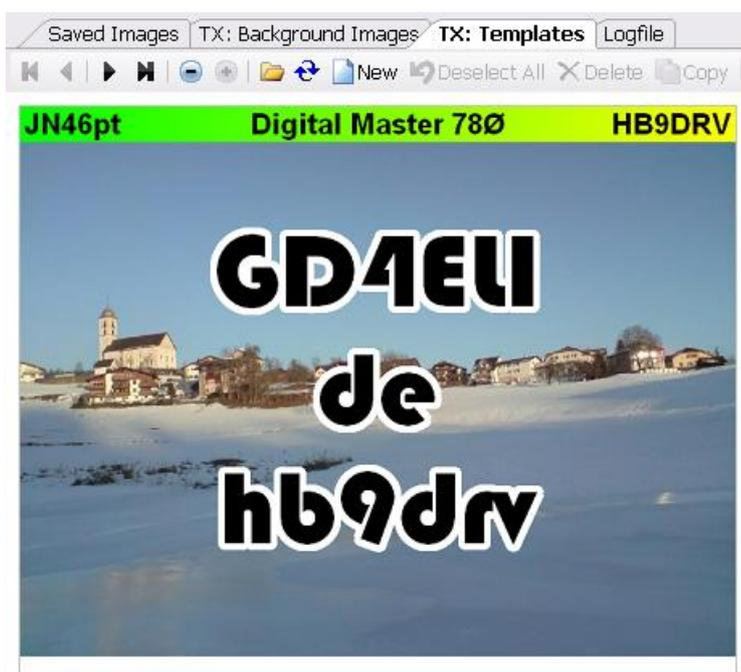 Saved Images TX: Background Images TX: Templates Logfile
New Deselect All Delete Copy
JN46pt Digital Master 78Ø HB9DRV
GD4ELI
de
hb9drv